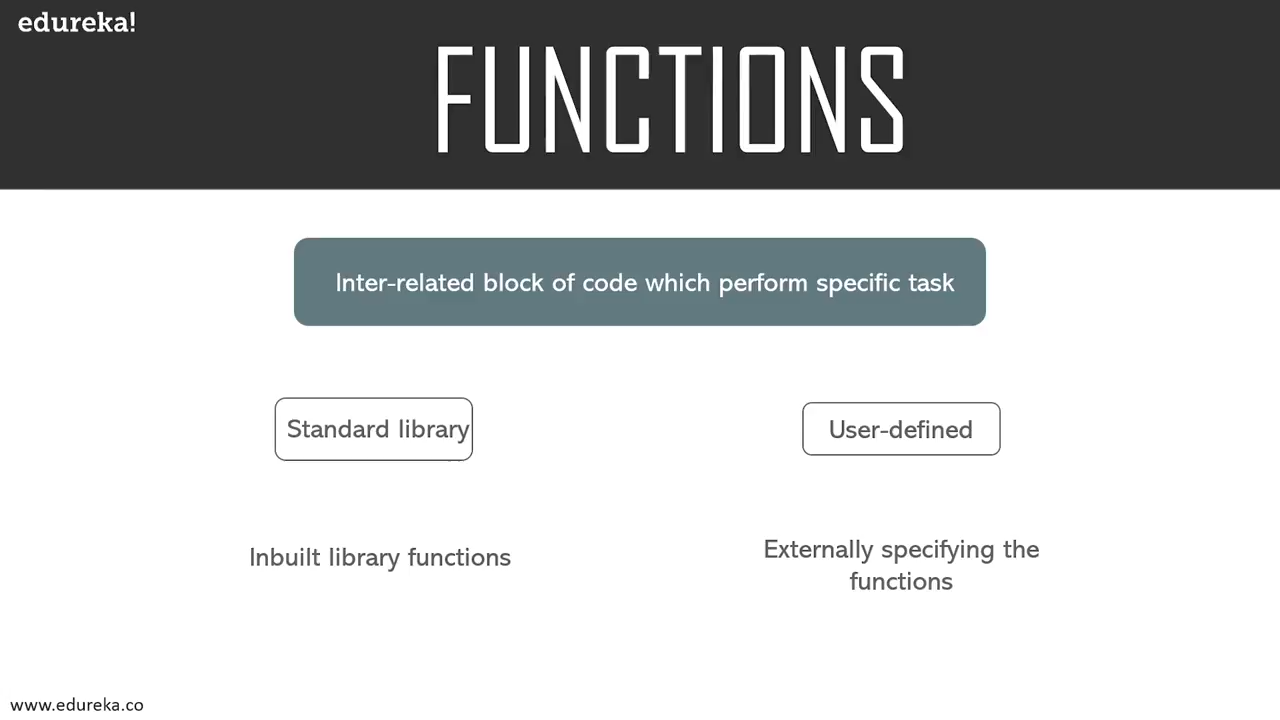 edureka!
FUNCTIONS
Inter-related block of code which perform specific task
Standard library
User-defined
Inbuilt library functions
Externally specifying the
functions
www.edureka.co